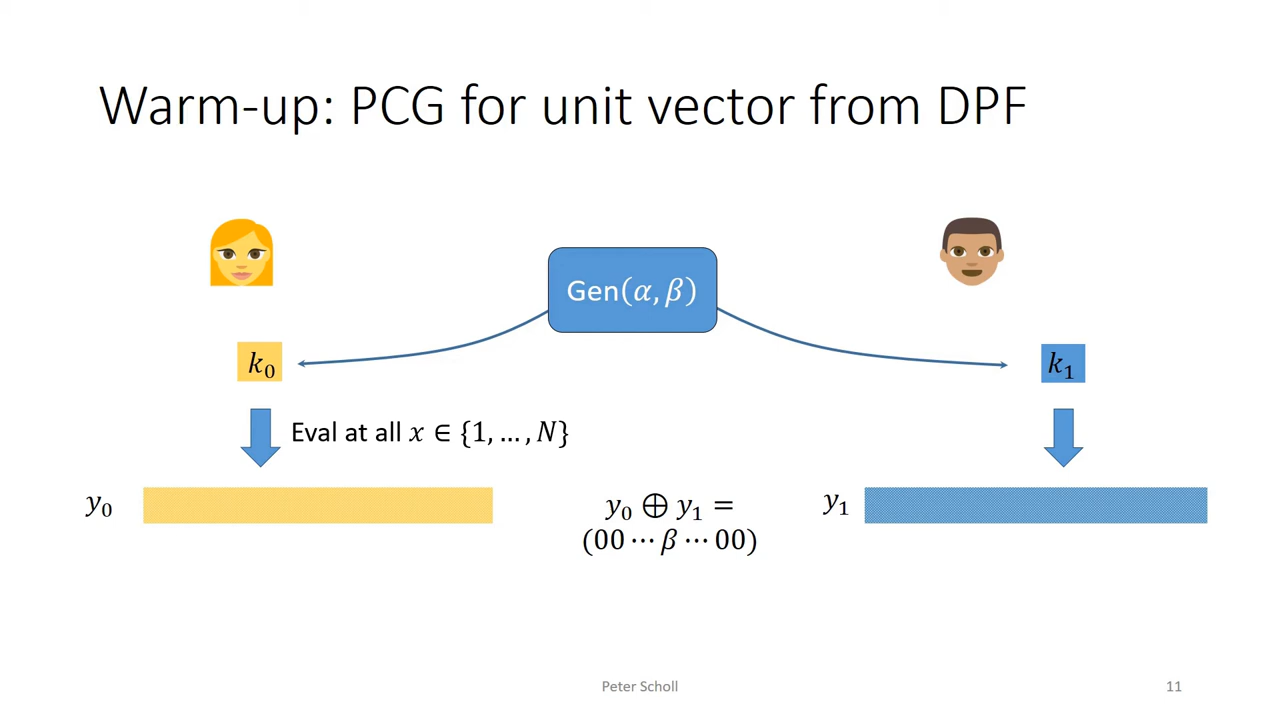 Warm-up: PCG for unit vector from DPF
Gen(α, β)
k₀
k₁
Eval at all x ∈ {1, … , N}
y₀
y₀ ⊕ y₁ =
(00 ⋯ β ⋯ 00)
y₁
Peter Scholl
11